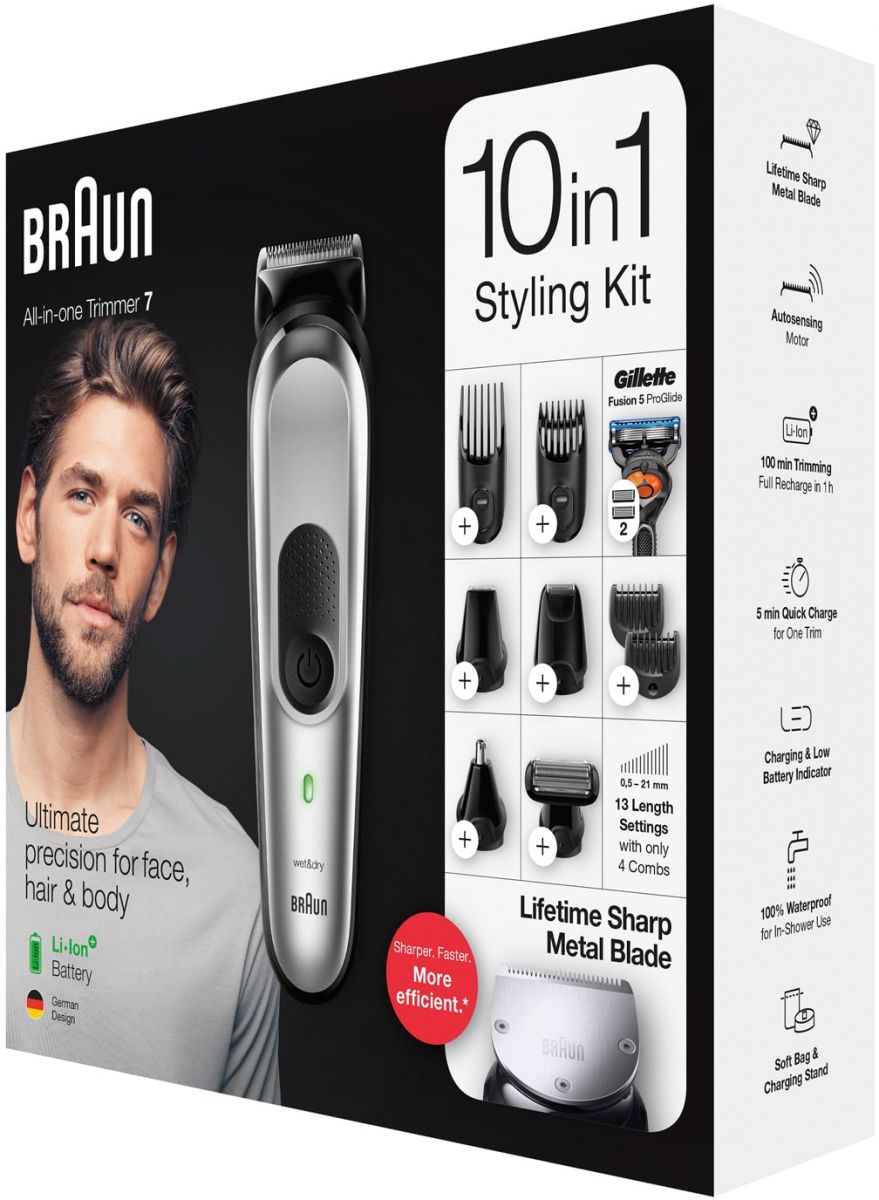 BRAUN
All-in-one Trimmer 7
Ultimate
precision for face,
hair & body
Li-Ion
Li·Ion+
Battery
German
Design
wet&dry
BRAUN
10in1
Styling Kit
Gillette
Fusion 5 ProGlide
+
+
2
+
+
+
+
+
0,5 – 21 mm
13 Length
Settings
with only
4 Combs
Sharper. Faster.
More
efficient.*
Lifetime Sharp
Metal Blade
BRAUN
Lifetime Sharp
Metal Blade
Autosensing
Motor
Li-Ion+
100 min Trimming
Full Recharge in 1h
5 min Quick Charge
for One Trim
LED
Charging & Low
Battery Indicator
100% Waterproof
for In-Shower Use
Soft Bag &
Charging Stand